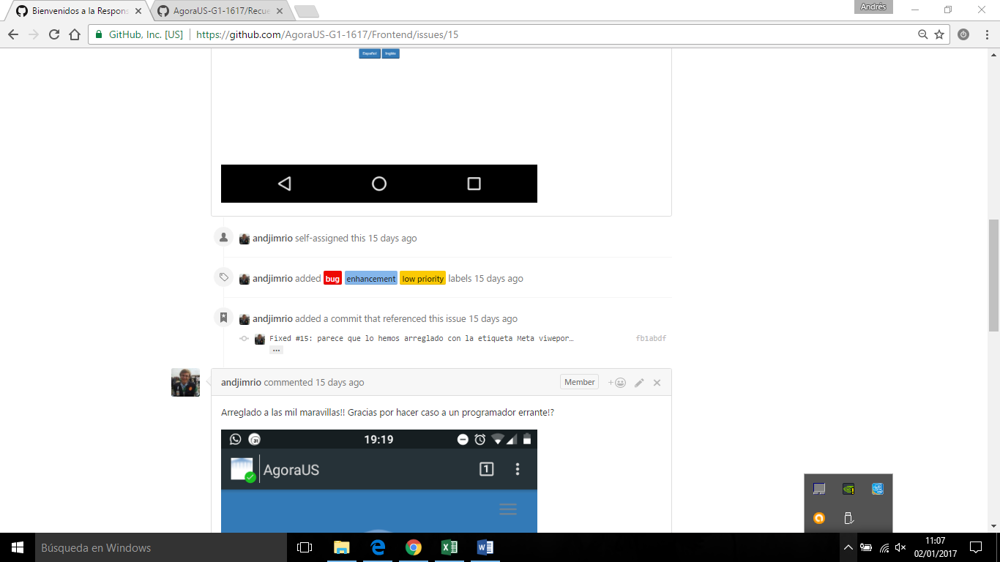 Bienvenidos a la Respons
AgoraUS-G1-1617/Recue
Andrés
GitHub, Inc. [US]
https://github.com/AgoraUS-G1-1617/Frontend/issues/15
Español
Inglés
andjimrio self-assigned this 15 days ago
andjimrio added bug enhancement low priority labels 15 days ago
andjimrio added a commit that referenced this issue 15 days ago
Fixed #15: parece que lo hemos arreglado con la etiqueta Meta viwepor…
fb1abdf
...
andjimrio commented 15 days ago
Member
Arreglado a las mil maravillas!! Gracias por hacer caso a un programador errante!?
31
19:19
AgoraUS
1
Búsqueda en Windows
11:07
02/01/2017